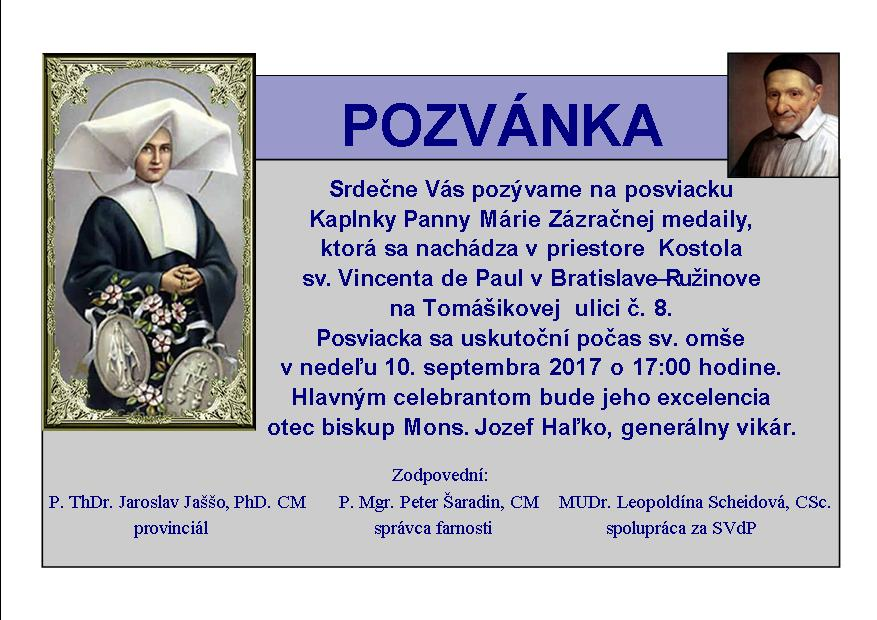 POZVÁNKA
Srdečne Vás pozývame na posviacku
Kaplnky Panny Márie Zázračnej medaily,
ktorá sa nachádza v priestore Kostola
sv. Vincenta de Paul v Bratislave–Ružinove
na Tomášikovej ulici č. 8.
Posviacka sa uskutoční počas sv. omše
v nedeľu 10. septembra 2017 o 17:00 hodine.
Hlavným celebrantom bude jeho excelencia
otec biskup Mons. Jozef Haľko, generálny vikár.
Zodpovední:
P. ThDr. Jaroslav Jaššo, PhD. CM
provinciál
P. Mgr. Peter Šaradin, CM
správca farnosti
MUDr. Leopoldína Scheidová, CSc.
spolupráca za SVdP